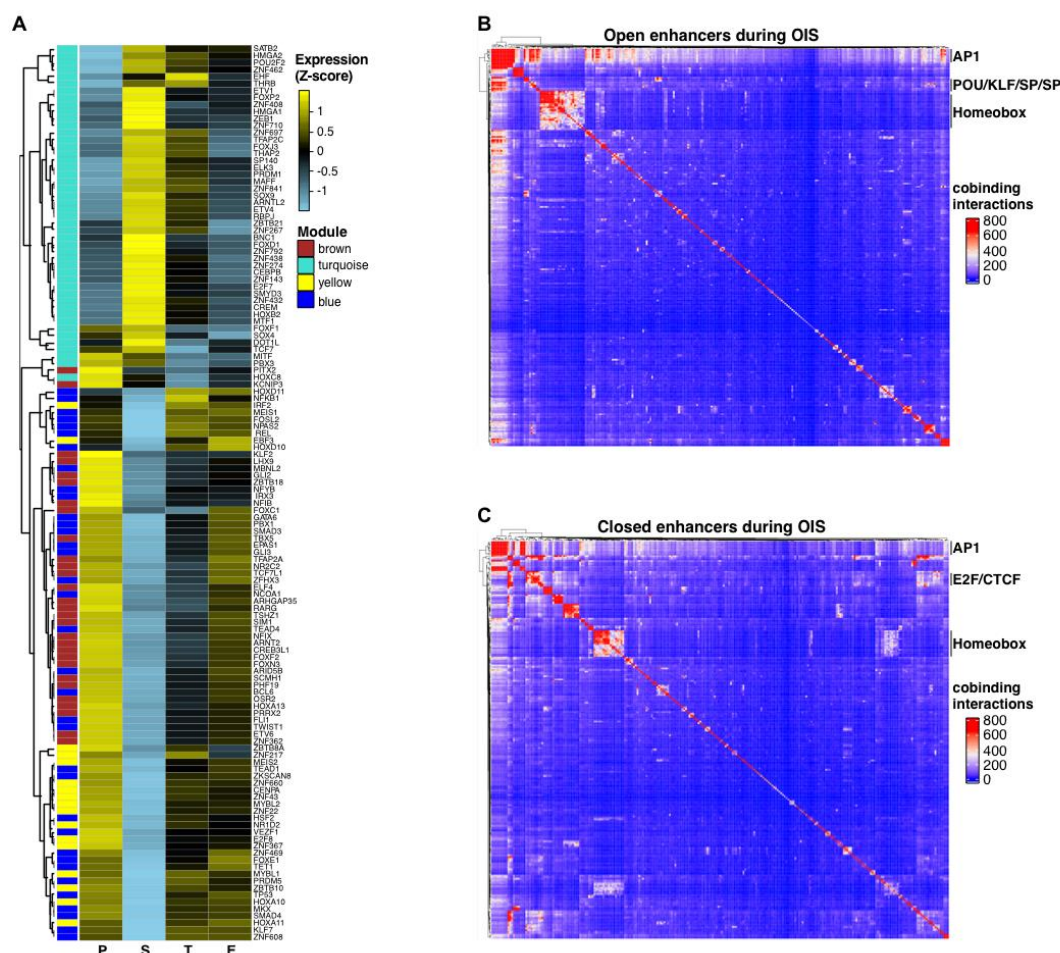 A
SATB2
HMGA2
POU2F2
ZNF462
EHF
THRB
ETV1
FOXP2
ZNF408
HMGA1
ZEB1
ZNF710
ZNF697
TFAP2C
FOXJ3
THAP2
SP140
ELK3
PRDM1
MAFF
ZNF841
SOX9
ARNTL2
ETV4
RBPJ
ZBTB21
ZNF267
BNC1
FOXD1
ZNF792
ZNF438
ZNF274
CEBPB
ZNF143
E2F7
SMYD3
ZNF432
CREM
HOXB2
MTF1
FOXF1
SOX4
DOT1L
TCF7
MITF
PBX3
PITX2
HOXC8
KCNIP3
HOXD11
NFKB1
IRF2
MEIS1
FOSL2
NPAS2
REL
EBF3
HOXD10
KLF2
LHX9
MBNL2
GLI2
ZBTB18
NFYB
IRX3
NFIB
FOXC1
GATA6
PBX1
SMAD3
TBX5
EPAS1
GLI3
TFAP2A
NR2C2
TCF7L1
ZFHX3
ELF4
NCOA1
ARHGAP35
RARG
TSHZ1
SIM1
TEAD4
NFIX
ARNT2
CREB3L1
FOXF2
FOXN3
ARID5B
SCMH1
PHF19
BCL6
OSR2
HOXA13
PRRX2
FLI1
TWIST1
ETV6
ZNF362
ZBTB8A
ZNF217
MEIS2
TEAD1
ZKSCAN8
ZNF660
CENPA
ZNF43
MYBL2
ZNF22
HSF2
NR1D2
VEZF1
E2F8
ZNF367
ZNF469
FOXE1
TET1
MYBL1
PRDM5
ZBTB10
TP53
HOXA10
MKX
SMAD4
HOXA11
KLF7
ZNF608
P S T E
Expression
(Z-score)
1
0.5
0
-0.5
-1
Module
brown
turquoise
yellow
blue
B
Open enhancers during OIS
AP1
POU/KLF/SP/SP
Homeobox
cobinding
interactions
800
600
400
200
0
C
Closed enhancers during OIS
AP1
E2F/CTCF
Homeobox
cobinding
interactions
800
600
400
200
0